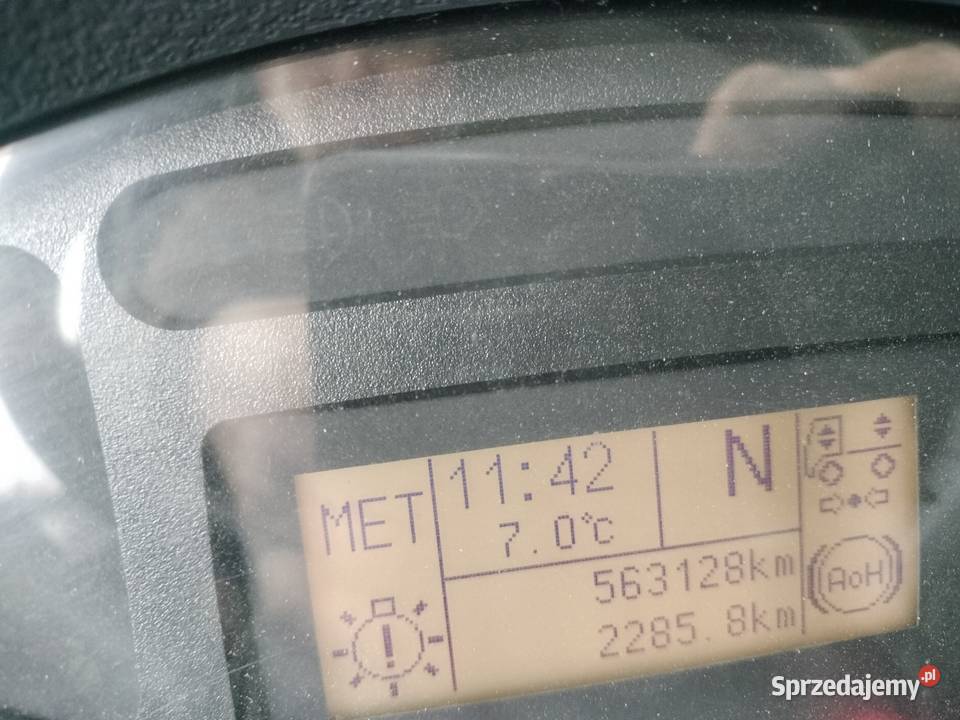 MET
11:42
7.0°C
N
563128km
2285.8km
AoH
Sprzedajemy.pl